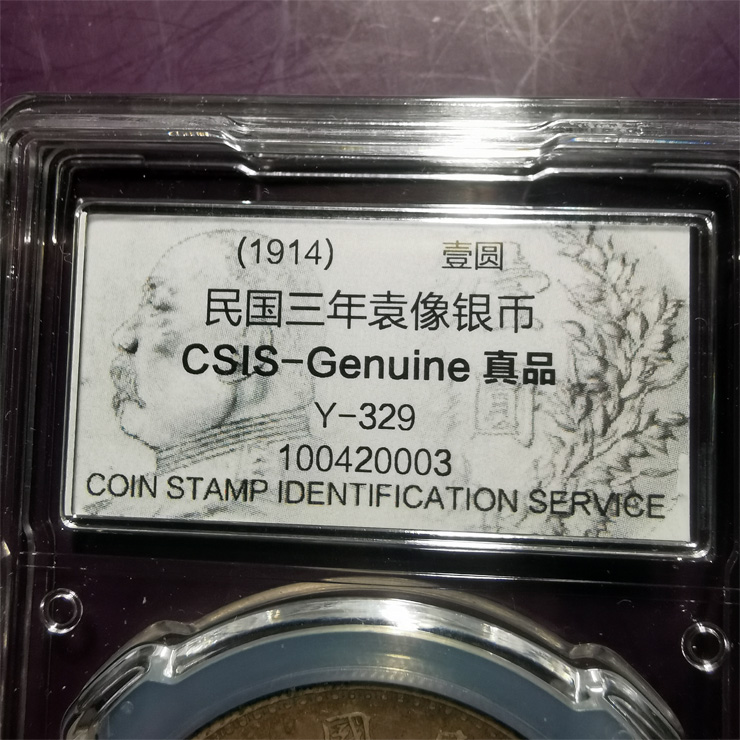 (1914) 壹圆
民国三年袁像银币
CSIS-Genuine 真品
Y-329
100420003
COIN STAMP IDENTIFICATION SERVICE
國